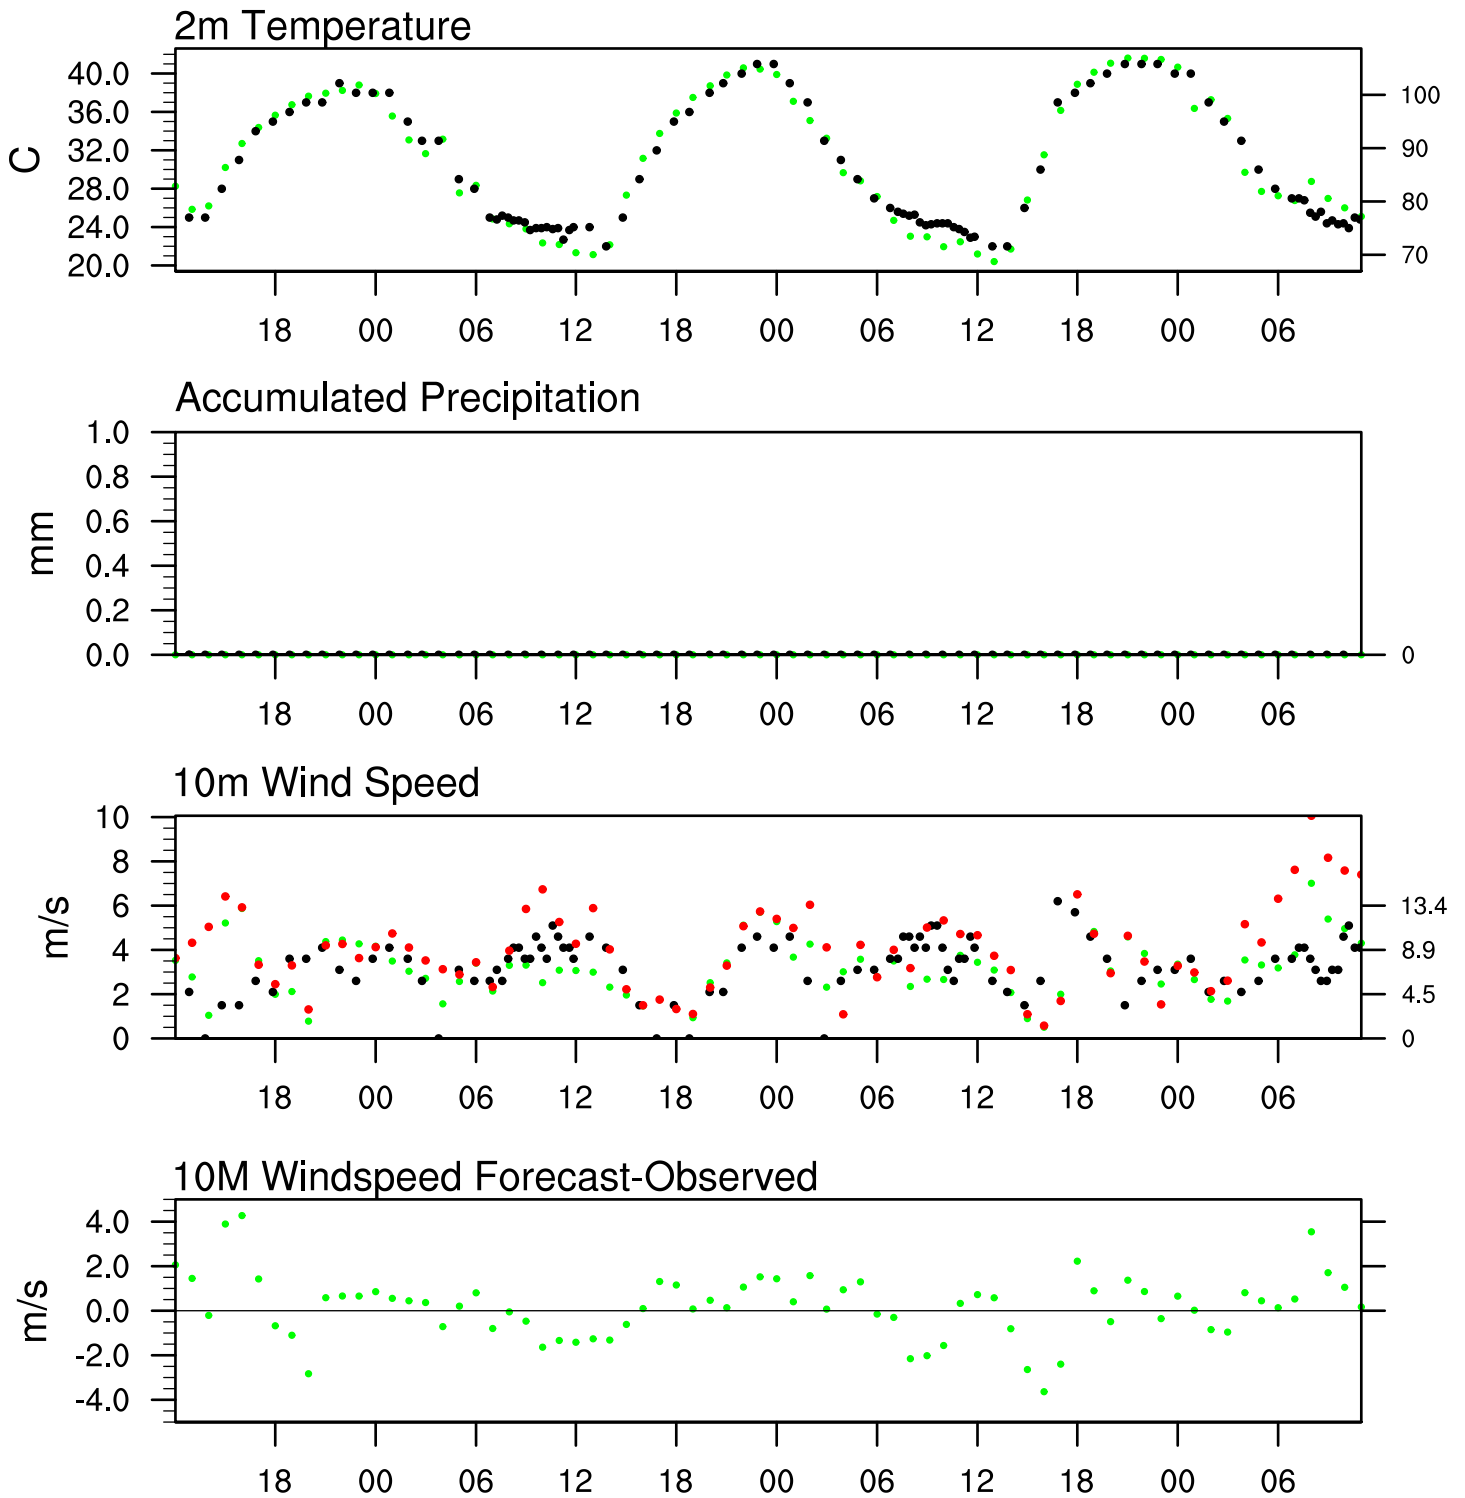 2m Temperature
40.0
36.0
32.0
28.0
24.0
20.0
C
100
90
80
70
18 00 06 12 18 00 06 12 18 00 06
Accumulated Precipitation
1.0
0.8
0.6
0.4
0.2
0.0
mm
0
18 00 06 12 18 00 06 12 18 00 06
10m Wind Speed
10
8
6
4
2
0
m/s
13.4
8.9
4.5
0
18 00 06 12 18 00 06 12 18 00 06
10M Windspeed Forecast-Observed
4.0
2.0
0.0
-2.0
-4.0
m/s
18 00 06 12 18 00 06 12 18 00 06